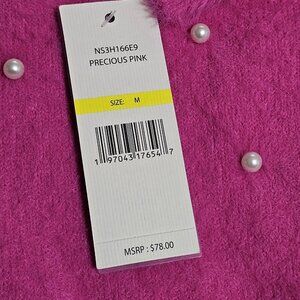 NS3H166E9
PRECIOUS PINK
SIZE: M
1 97043 17654 7
MSRP : $78.00